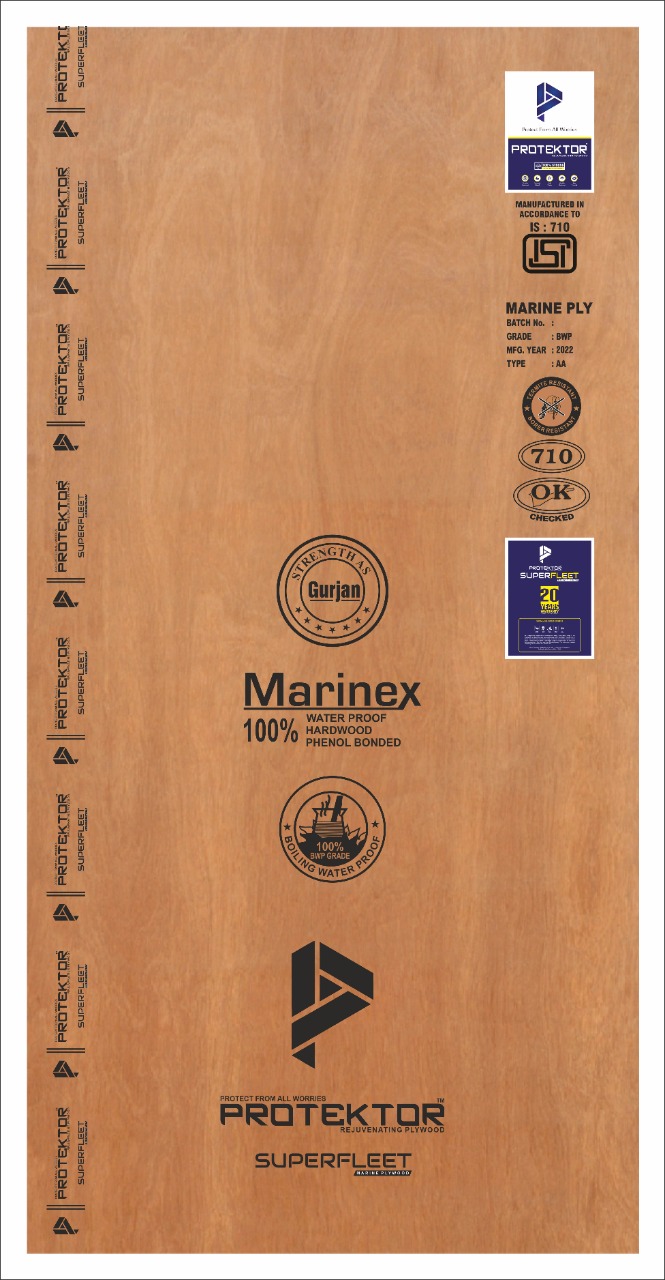 PROTEKTOR
SUPERFLEET
PROTEKTOR
SUPERFLEET
PROTEKTOR
SUPERFLEET
PROTEKTOR
SUPERFLEET
PROTEKTOR
SUPERFLEET
PROTEKTOR
SUPERFLEET
PROTEKTOR
SUPERFLEET
PROTEKTOR
SUPERFLEET
Protect From All Worries
PROTEKTOR
MANUFACTURED IN
ACCORDANCE TO
IS : 710
ISI
MARINE PLY
BATCH No. :
GRADE : BWP
MFG. YEAR : 2022
TYPE : AA
TERMITE RESISTANT
BORER RESISTANT
710
OK
CHECKED
PROTEKTOR
SUPERFLEET
20
YEARS
STRENGTH AS
Gurjan
Marinex
100% WATER PROOF
HARDWOOD
PHENOL BONDED
100%
BWP GRADE
BOILING WATER PROOF
PROTECT FROM ALL WORRIES
PROTEKTOR™
REJUVENATING PLYWOOD
SUPERFLEET
MARINE PLYWOOD